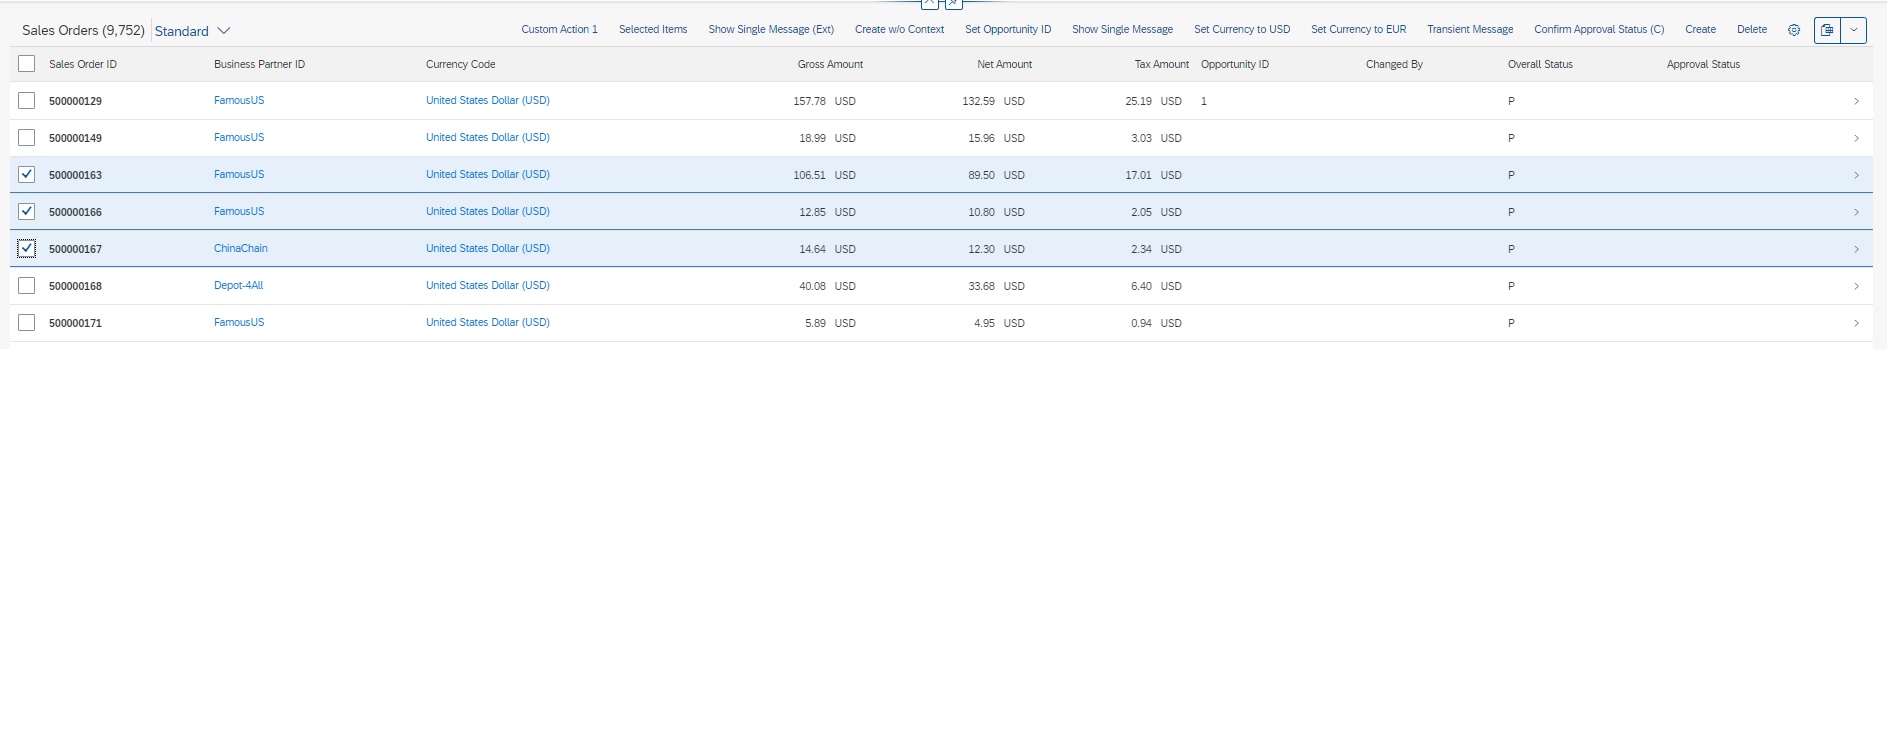 Sales Orders (9,752) Standard Custom Action 1 Selected Items Show Single Message (Ext) Create w/o Context Set Opportunity ID Show Single Message Set Currency to USD Set Currency to EUR Transient Message Confirm Approval Status (C) Create Delete
Sales Order ID Business Partner ID Currency Code Gross Amount Net Amount Tax Amount Opportunity ID Changed By Overall Status Approval Status
500000129 FamousUS United States Dollar (USD) 157.78 USD 132.59 USD 25.19 USD 1 P
500000149 FamousUS United States Dollar (USD) 18.99 USD 15.96 USD 3.03 USD P
500000163 FamousUS United States Dollar (USD) 106.51 USD 89.50 USD 17.01 USD P
500000166 FamousUS United States Dollar (USD) 12.85 USD 10.80 USD 2.05 USD P
500000167 ChinaChain United States Dollar (USD) 14.64 USD 12.30 USD 2.34 USD P
500000168 Depot-4All United States Dollar (USD) 40.08 USD 33.68 USD 6.40 USD P
500000171 FamousUS United States Dollar (USD) 5.89 USD 4.95 USD 0.94 USD P